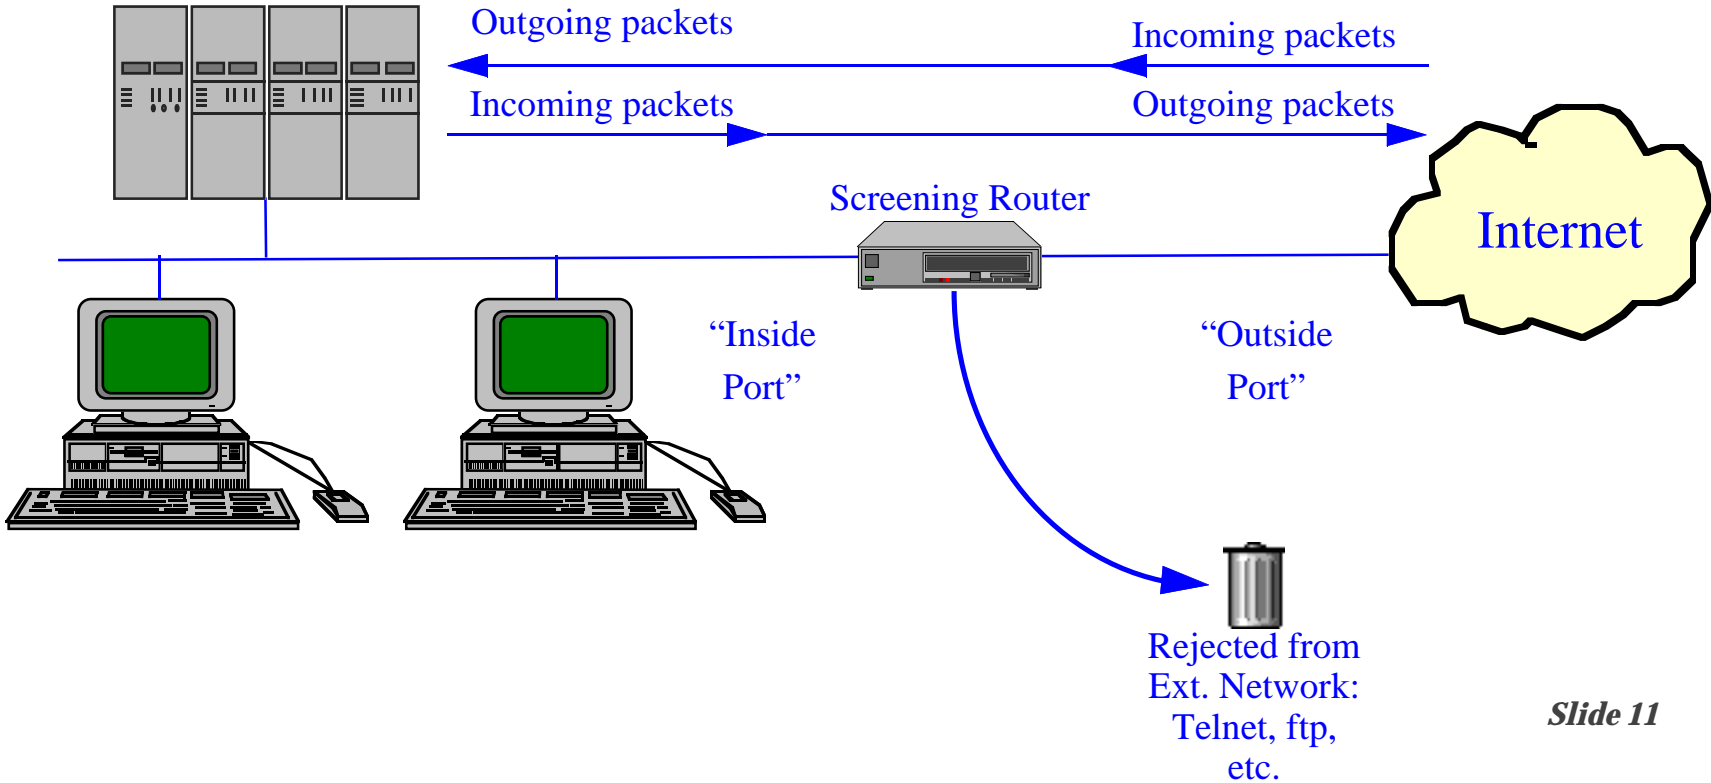 Outgoing packets
Incoming packets
Incoming packets
Outgoing packets
Screening Router
Internet
“Inside
Port”
“Outside
Port”
Rejected from
Ext. Network:
Telnet, ftp,
etc.
Slide 11